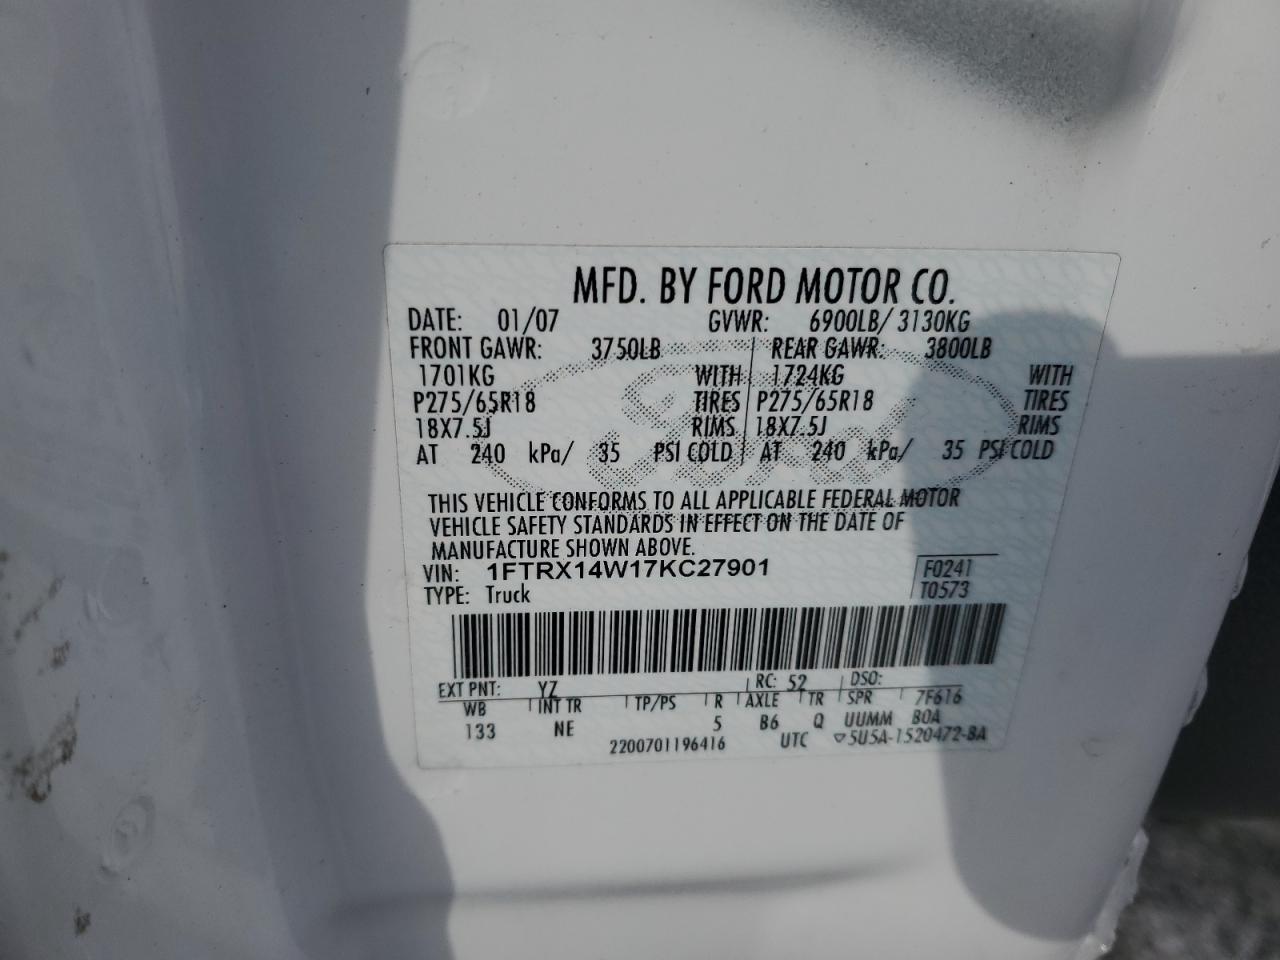 MFD. BY FORD MOTOR CO.
DATE: 01/07 GVWR: 6900LB/ 3130KG
FRONT GAWR: 3750LB REAR GAWR: 3800LB
1701KG WITH 1724KG WITH
P275/65R18 TIRES P275/65R18 TIRES
18X7.5J RIMS 18X7.5J RIMS
AT 240 kPa/ 35 PSI COLD AT 240 kPa/ 35 PSI COLD
THIS VEHICLE CONFORMS TO ALL APPLICABLE FEDERAL MOTOR
VEHICLE SAFETY STANDARDS IN EFFECT ON THE DATE OF
MANUFACTURE SHOWN ABOVE.
VIN: 1FTRX14W17KC27901 F0241
TYPE: Truck T0573
EXT PNT: YZ RC: 52 DSO:
WB INT TR TP/PS R AXLE TR SPR 7F616
133 NE 5 B6 Q UUMM BOA
2200701196416 UTC ▽5U5A-1520472-BA